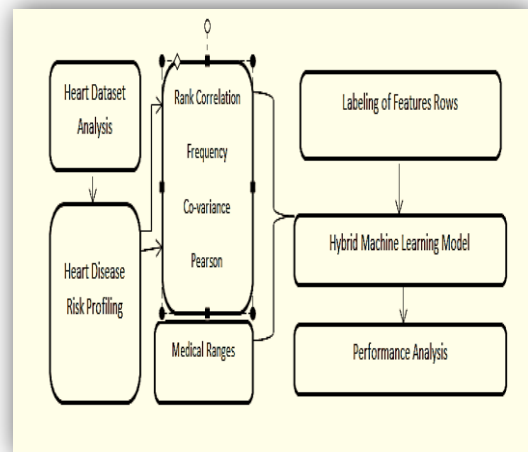 Heart Dataset
Analysis
Heart Disease
Risk Profiling
Rank Correlation
Frequency
Co-variance
Pearson
Medical Ranges
Labeling of Features Rows
Hybrid Machine Learning Model
Performance Analysis